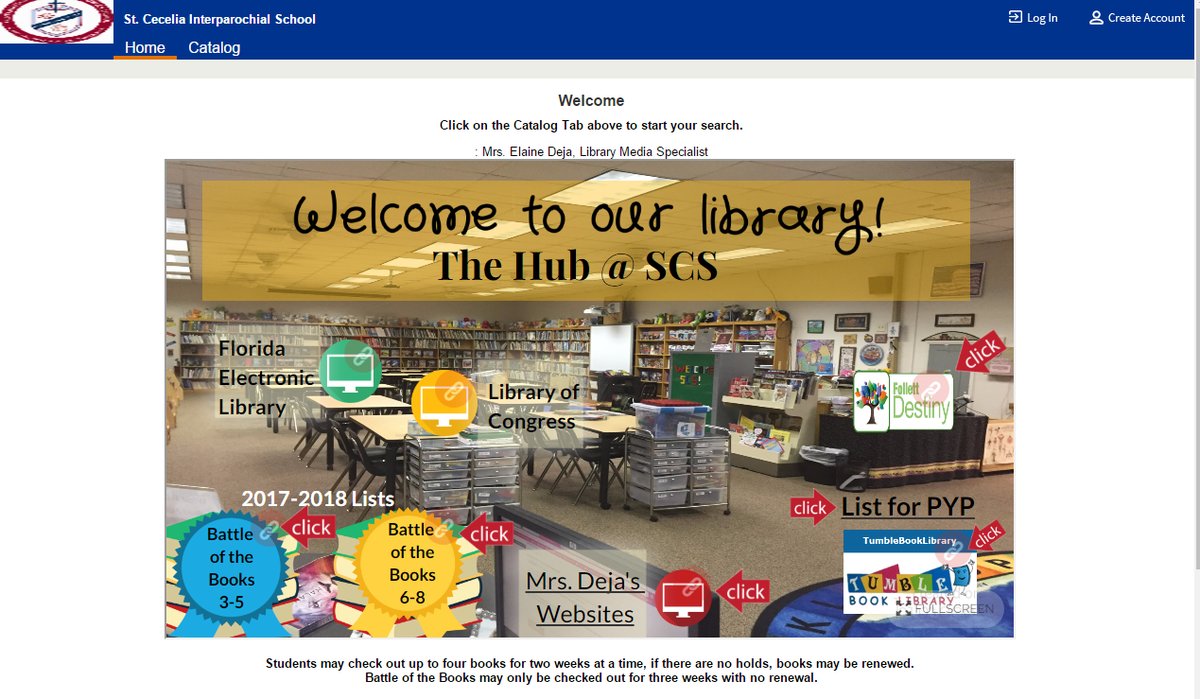 St. Cecelia Interparochial School
Log In
Create Account
Home
Catalog
Welcome
Click on the Catalog Tab above to start your search.
: Mrs. Elaine Deja, Library Media Specialist
Welcome to our library!
The Hub @ SCS
Florida
Electronic
Library
Library of
Congress
WELCOME
click
Follett
Destiny
2017-2018 Lists
Battle
of the
Books
3-5
click
Battle
of the
Books
6-8
click
Mrs. Deja's
Websites
click
click
List for PYP
TumbleBookLibrary
click
TUMBLE
BOOK LIBRARY
FULLSCREEN
K
Students may check out up to four books for two weeks at a time, if there are no holds, books may be renewed.
Battle of the Books may only be checked out for three weeks with no renewal.